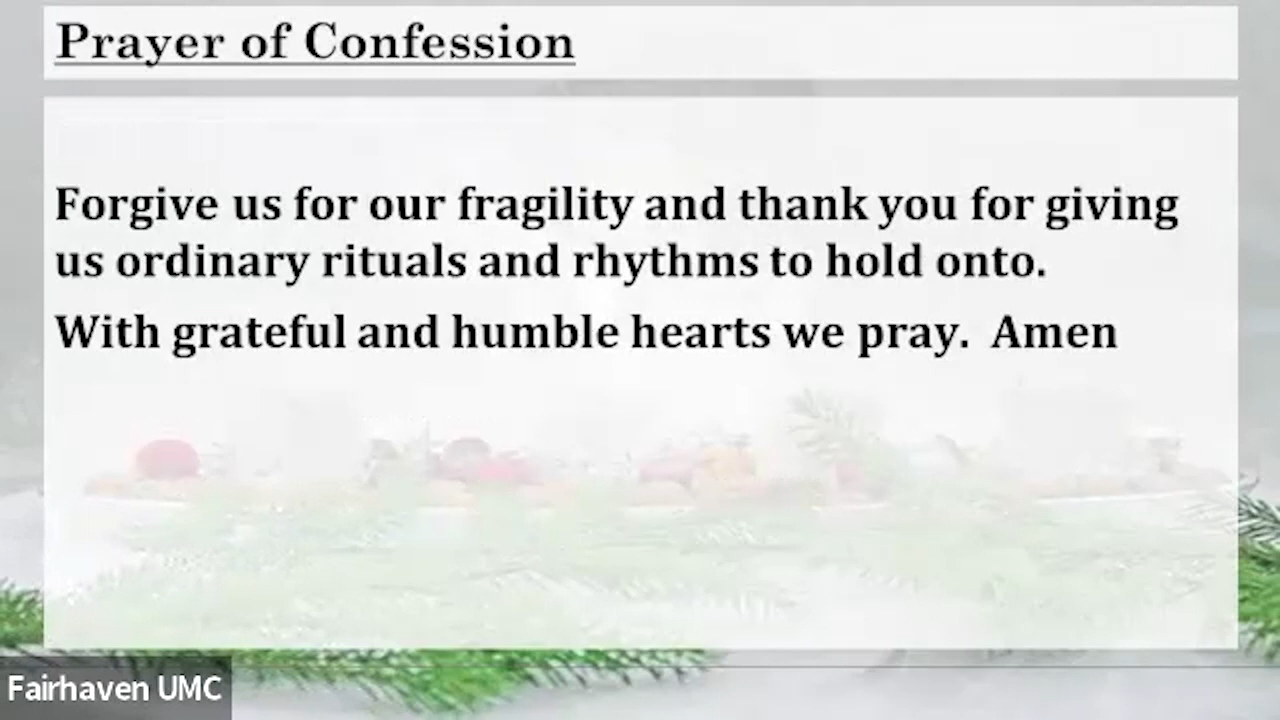 Prayer of Confession
Forgive us for our fragility and thank you for giving
us ordinary rituals and rhythms to hold onto.
With grateful and humble hearts we pray.  Amen
Fairhaven UMC